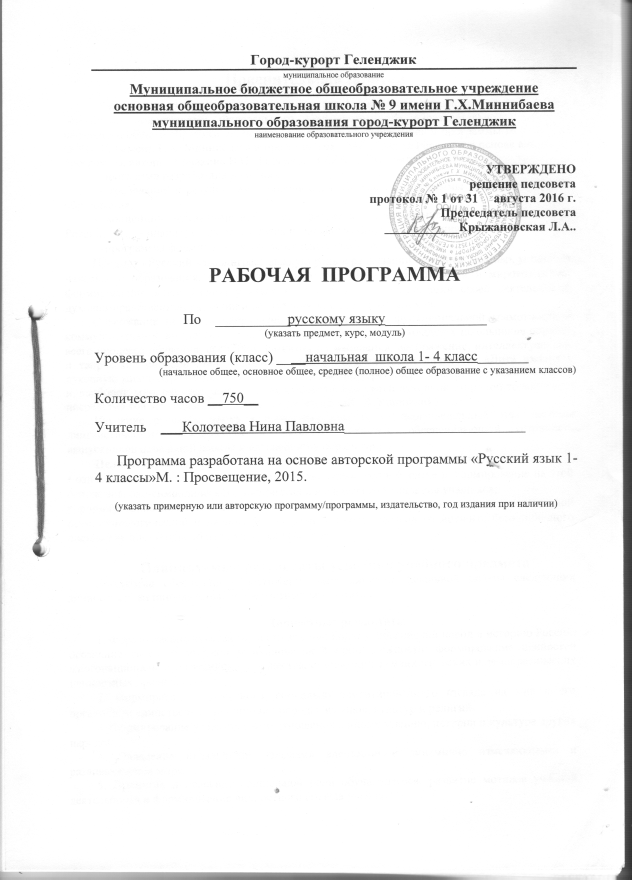 Город-курорт Геленджик
муниципальное образование
Муниципальное бюджетное общеобразовательное учреждение
основная общеобразовательная школа № 9 имени Г.Х.Миннибаева
муниципального образования город-курорт Геленджик
наименование образовательного учреждения
УТВЕРЖДЕНО
решение педсовета
протокол № 1 от 31 августа 2016 г.
Председатель педсовета
Крыжановская Л.А..
РАБОЧАЯ ПРОГРАММА
По русскому языку
(указать предмет, курс, модуль)
Уровень образования (класс) начальная школа 1- 4 класс
(начальное общее, основное общее, среднее (полное) общее образование с указанием классов)
Количество часов 750
Учитель Колотеева Нина Павловна
Программа разработана на основе авторской программы «Русский язык 1-
4 классы»М. : Просвещение, 2015.
(указать примерную или авторскую программу/программы, издательство, год издания при наличии)